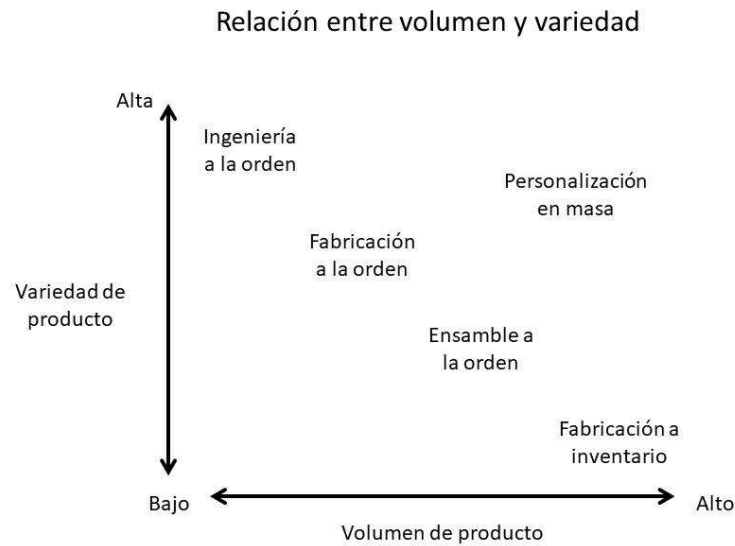 Relación entre volumen y variedad
Alta
Ingeniería
a la orden
Personalización
en masa
Fabricación
a la orden
Variedad de
producto
Ensamble a
la orden
Fabricación a
inventario
Bajo
Alto
Volumen de producto